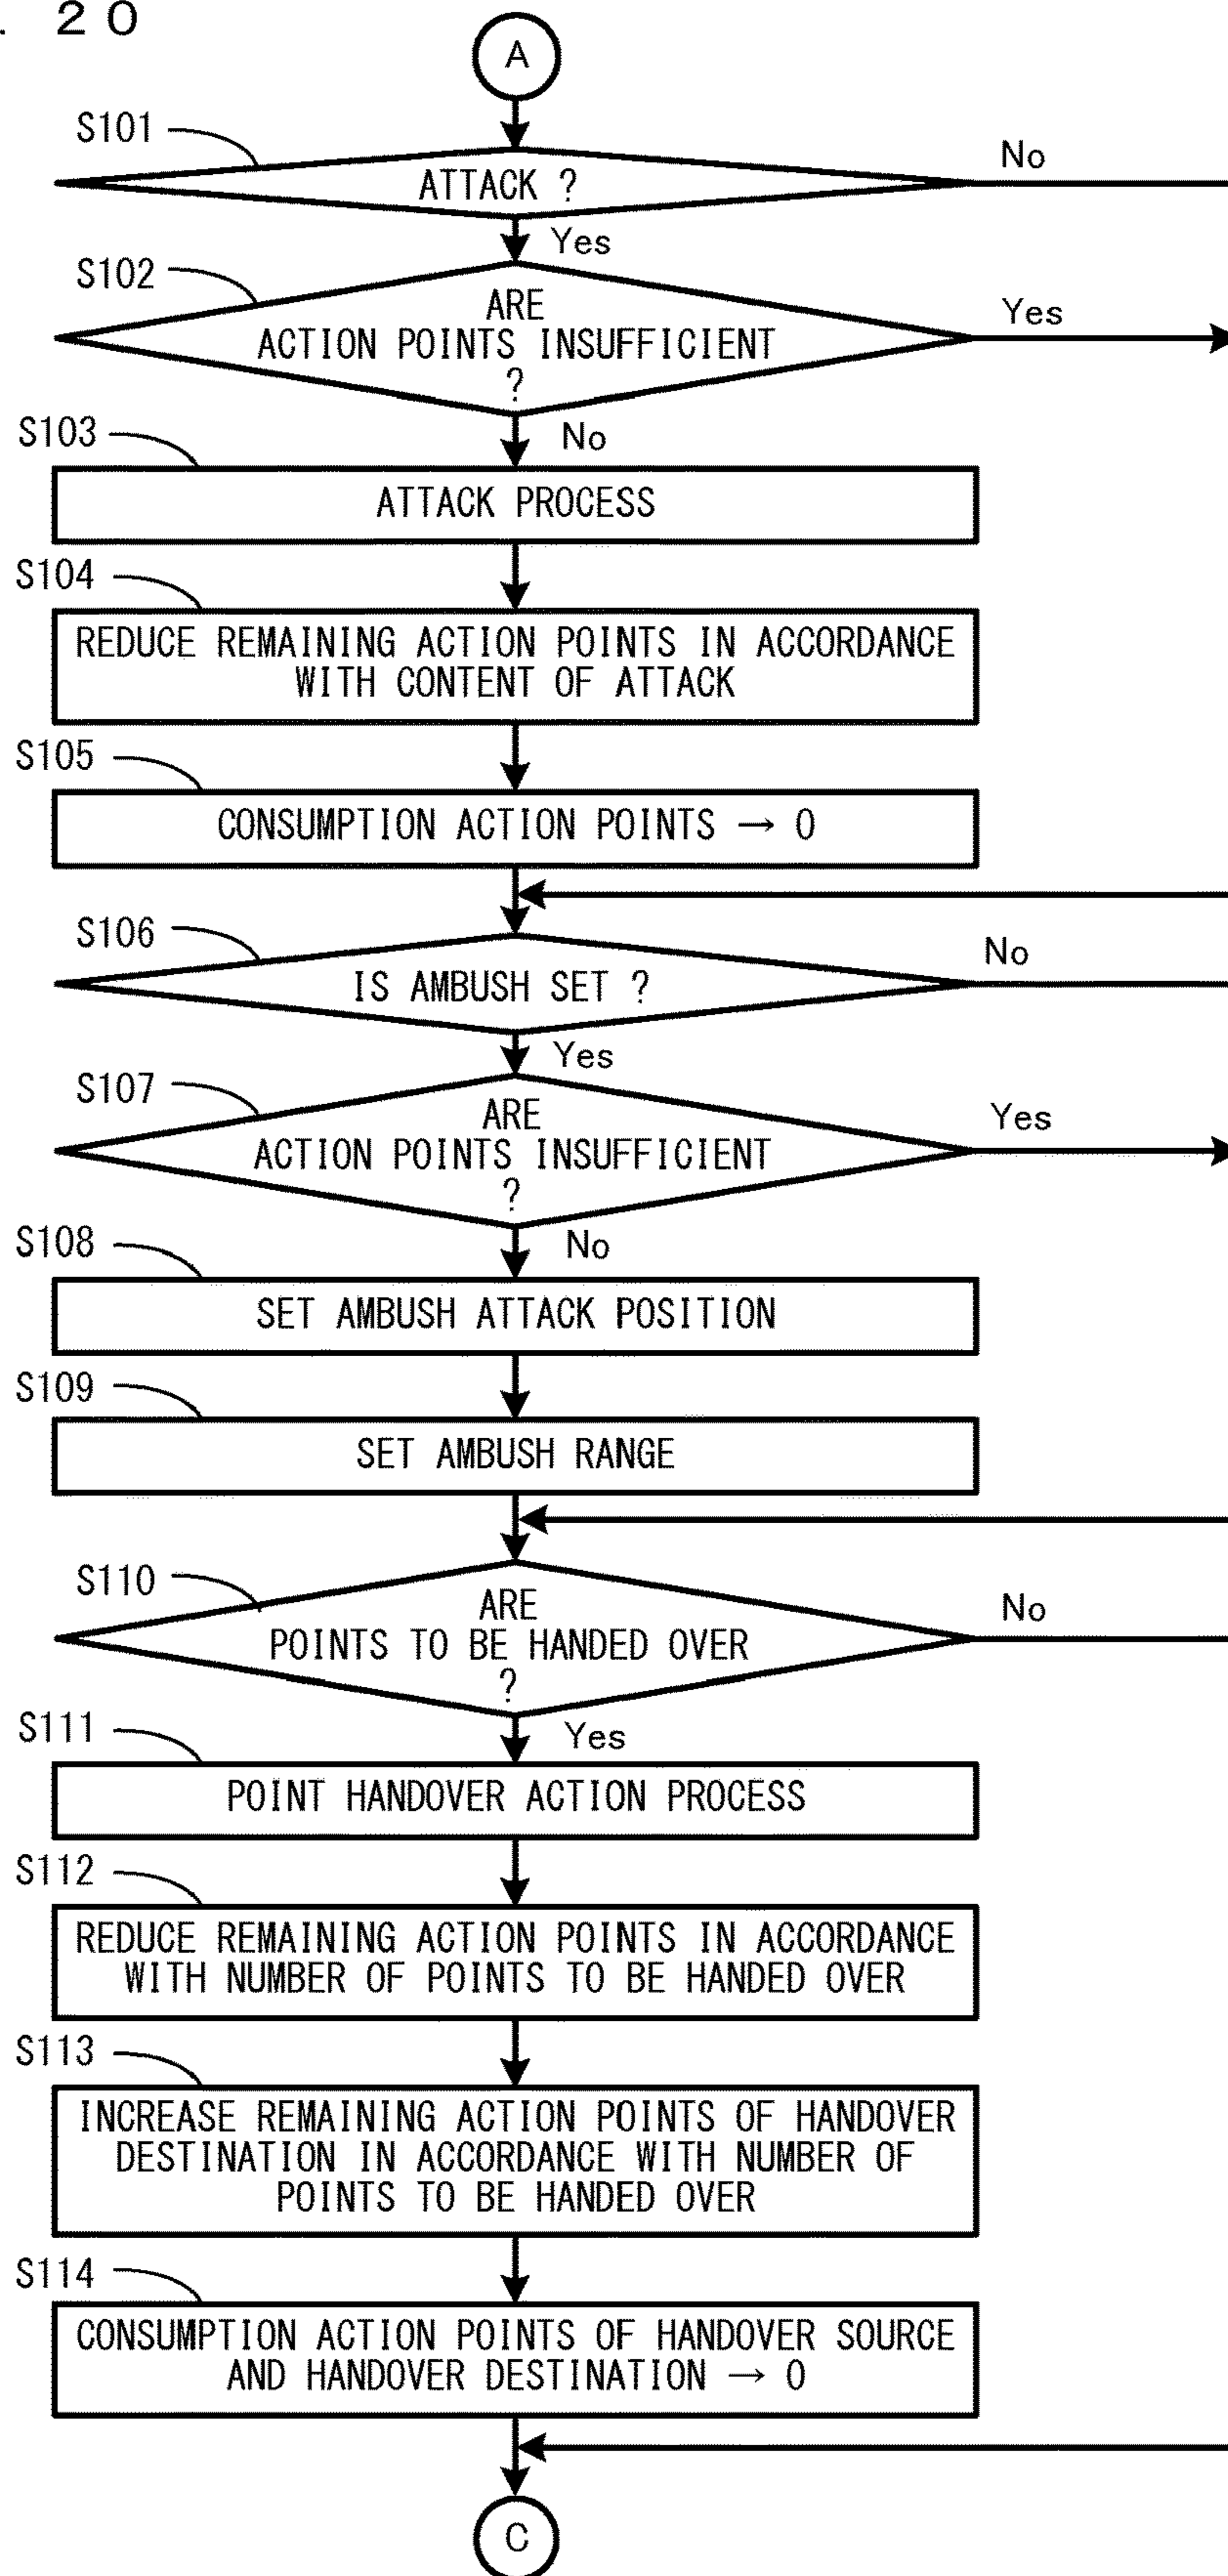 . 20
A
S101
ATTACK ?
No
Yes
S102
ARE
ACTION POINTS INSUFFICIENT
?
Yes
No
S103
ATTACK PROCESS
S104
REDUCE REMAINING ACTION POINTS IN ACCORDANCE
WITH CONTENT OF ATTACK
S105
CONSUMPTION ACTION POINTS → 0
S106
IS AMBUSH SET ?
No
Yes
S107
ARE
ACTION POINTS INSUFFICIENT
?
Yes
No
S108
SET AMBUSH ATTACK POSITION
S109
SET AMBUSH RANGE
S110
ARE
POINTS TO BE HANDED OVER
?
No
Yes
S111
POINT HANDOVER ACTION PROCESS
S112
REDUCE REMAINING ACTION POINTS IN ACCORDANCE
WITH NUMBER OF POINTS TO BE HANDED OVER
S113
INCREASE REMAINING ACTION POINTS OF HANDOVER
DESTINATION IN ACCORDANCE WITH NUMBER OF
POINTS TO BE HANDED OVER
S114
CONSUMPTION ACTION POINTS OF HANDOVER SOURCE
AND HANDOVER DESTINATION → 0
C